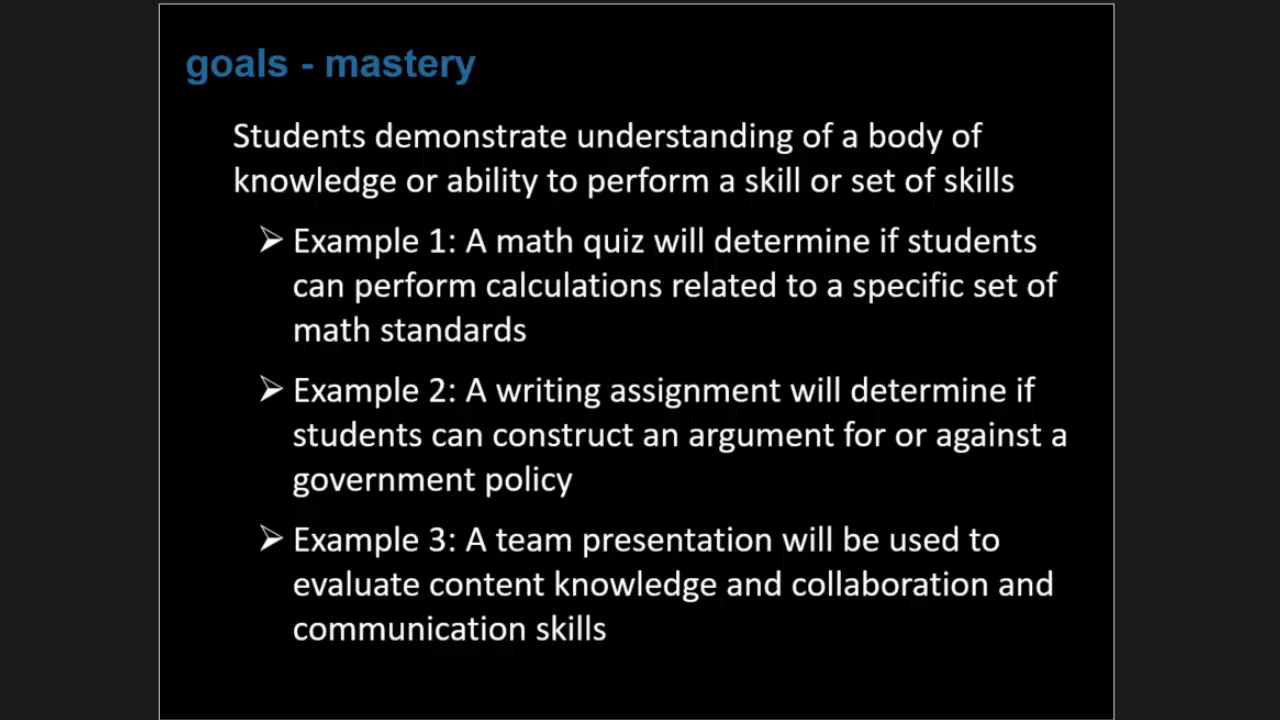 goals - mastery
Students demonstrate understanding of a body of
knowledge or ability to perform a skill or set of skills
➢ Example 1: A math quiz will determine if students
can perform calculations related to a specific set of
math standards
➢ Example 2: A writing assignment will determine if
students can construct an argument for or against a
government policy
➢ Example 3: A team presentation will be used to
evaluate content knowledge and collaboration and
communication skills